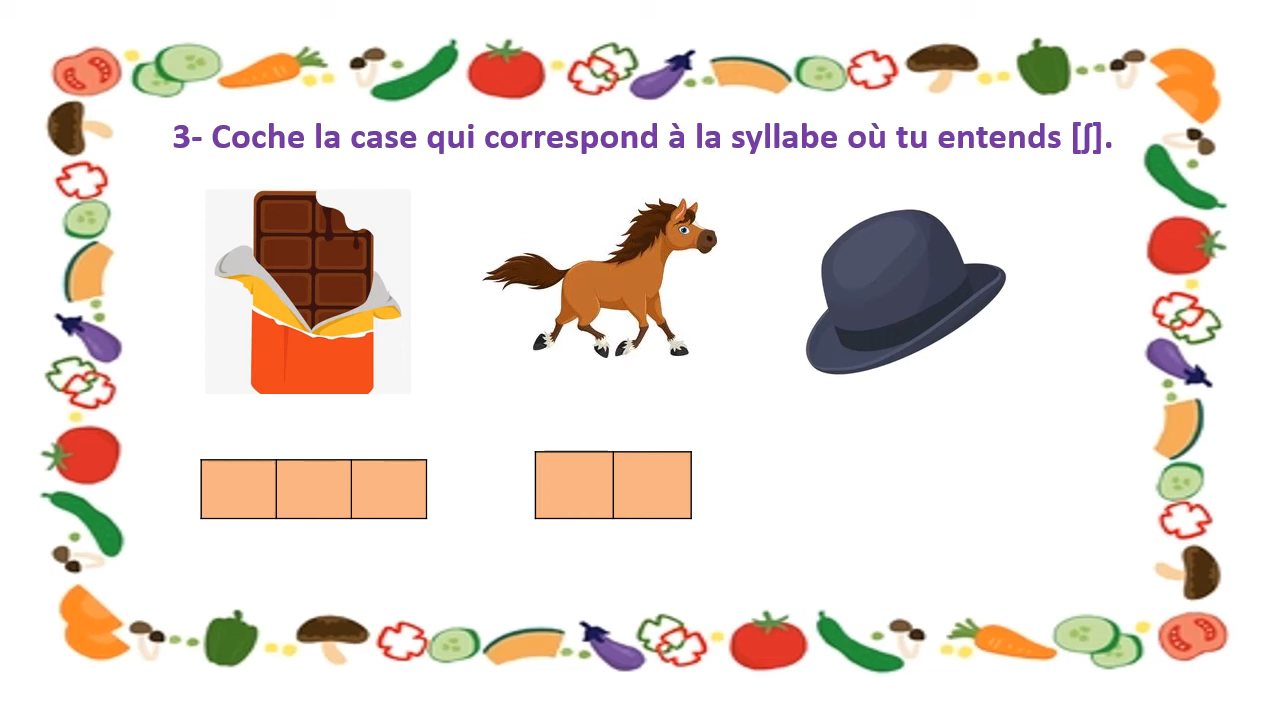 3- Coche la case qui correspond à la syllabe où tu entends [ʃ].